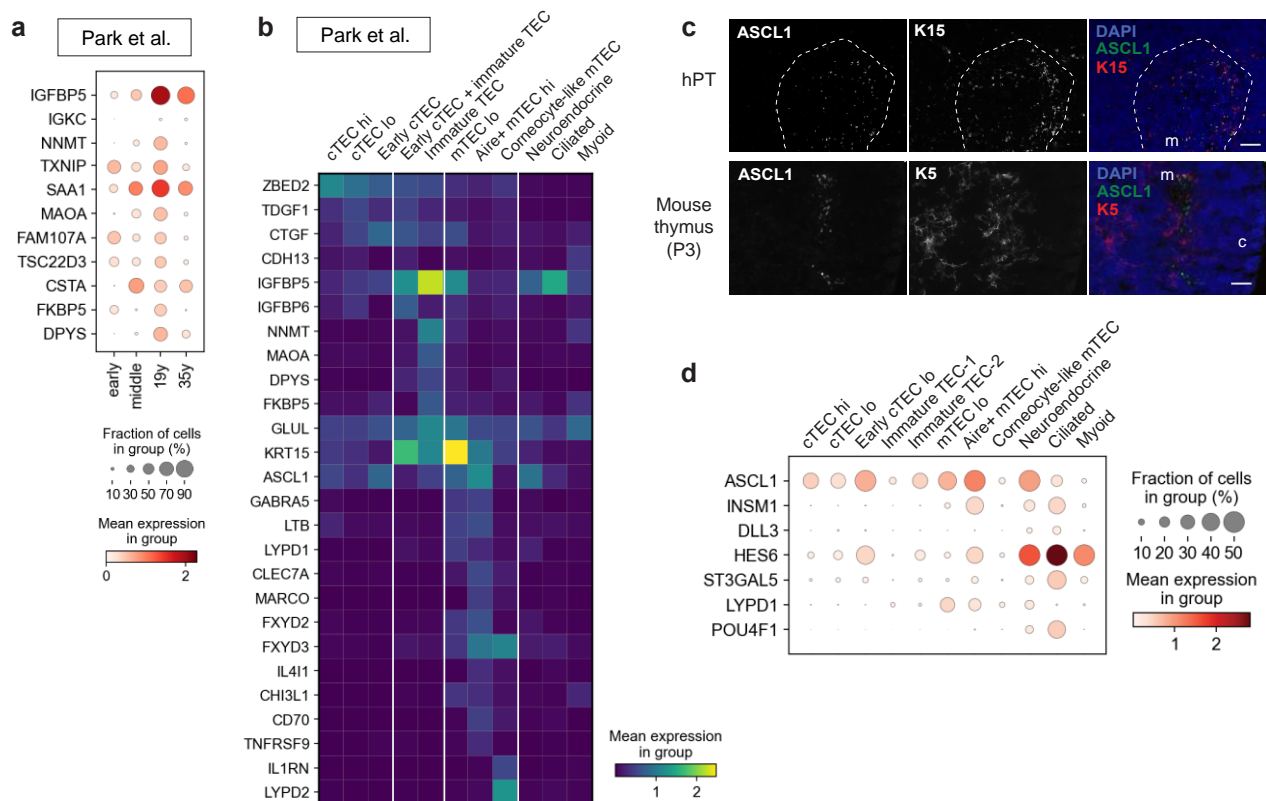 a
Park et al.
IGFBP5
IGKC
NNMT
TXNIP
SAA1
MAOA
FAM107A
TSC22D3
CSTA
FKBP5
DPYS
early
middle
19y
35y
Fraction of cells
in group (%)
10 30 50 70 90
Mean expression
in group
0 2
b
Park et al.
cTEC hi
cTEC lo
Early cTEC
Early cTEC + immature TEC
Immature TEC
mTEC lo
Aire+ mTEC hi
Corneocyte-like mTEC
Neuroendocrine
Ciliated
Myoid
ZBED2
TDGF1
CTGF
CDH13
IGFBP5
IGFBP6
NNMT
MAOA
DPYS
FKBP5
GLUL
KRT15
ASCL1
GABRA5
LTB
LYPD1
CLEC7A
MARCO
FXYD2
FXYD3
IL4I1
CHI3L1
CD70
TNFRSF9
IL1RN
LYPD2
Mean expression
in group
1 2
c
hPT
ASCL1
K15
DAPI
ASCL1
K15
m
Mouse
thymus
(P3)
ASCL1
K5
DAPI
ASCL1
K5
m
c
d
cTEC hi
cTEC lo
Early cTEC lo
Immature TEC-1
Immature TEC-2
mTEC lo
Aire+ mTEC hi
Corneocyte-like mTEC
Neuroendocrine
Ciliated
Myoid
ASCL1
INSM1
DLL3
HES6
ST3GAL5
LYPD1
POU4F1
Fraction of cells
in group (%)
10 20 30 40 50
Mean expression
in group
1 2